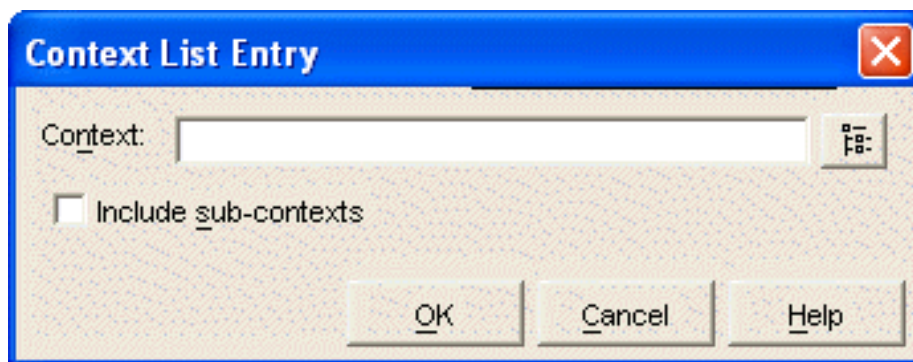 Context List Entry
Context:
Include sub-contexts
OK Cancel Help